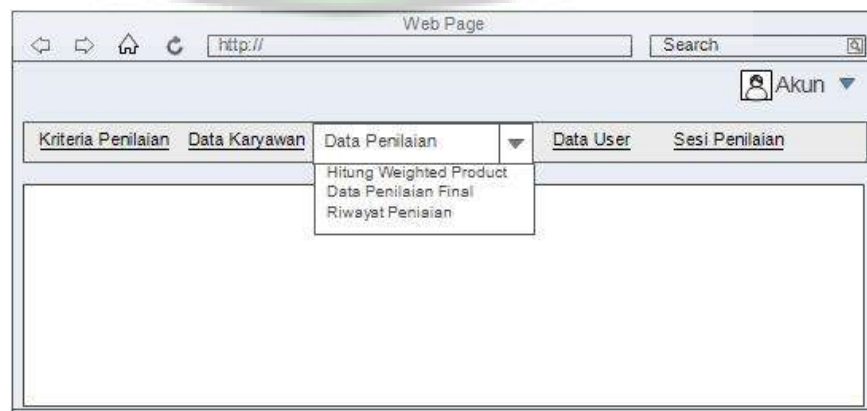 Web Page
http:// Search
Akun
Kriteria Penilaian Data Karyawan Data Penilaian Data User Sesi Penilaian
Hitung Weighted Product
Data Penilaian Final
Riwayat Penialan